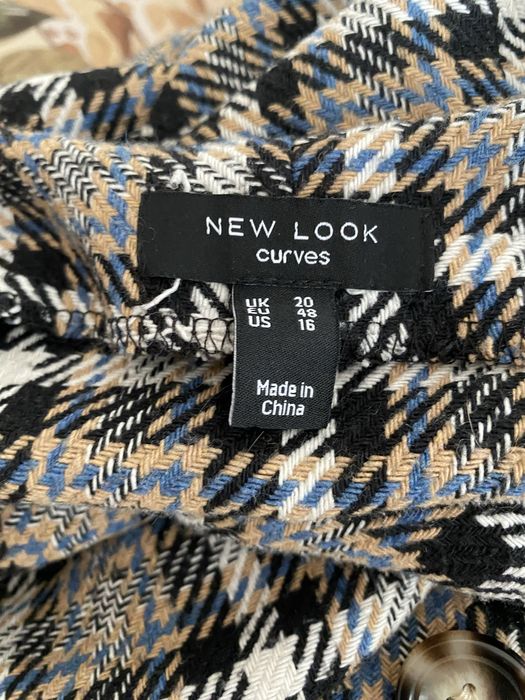 NEW LOOK
curves
UK 20
EU 48
US 16
Made in
China